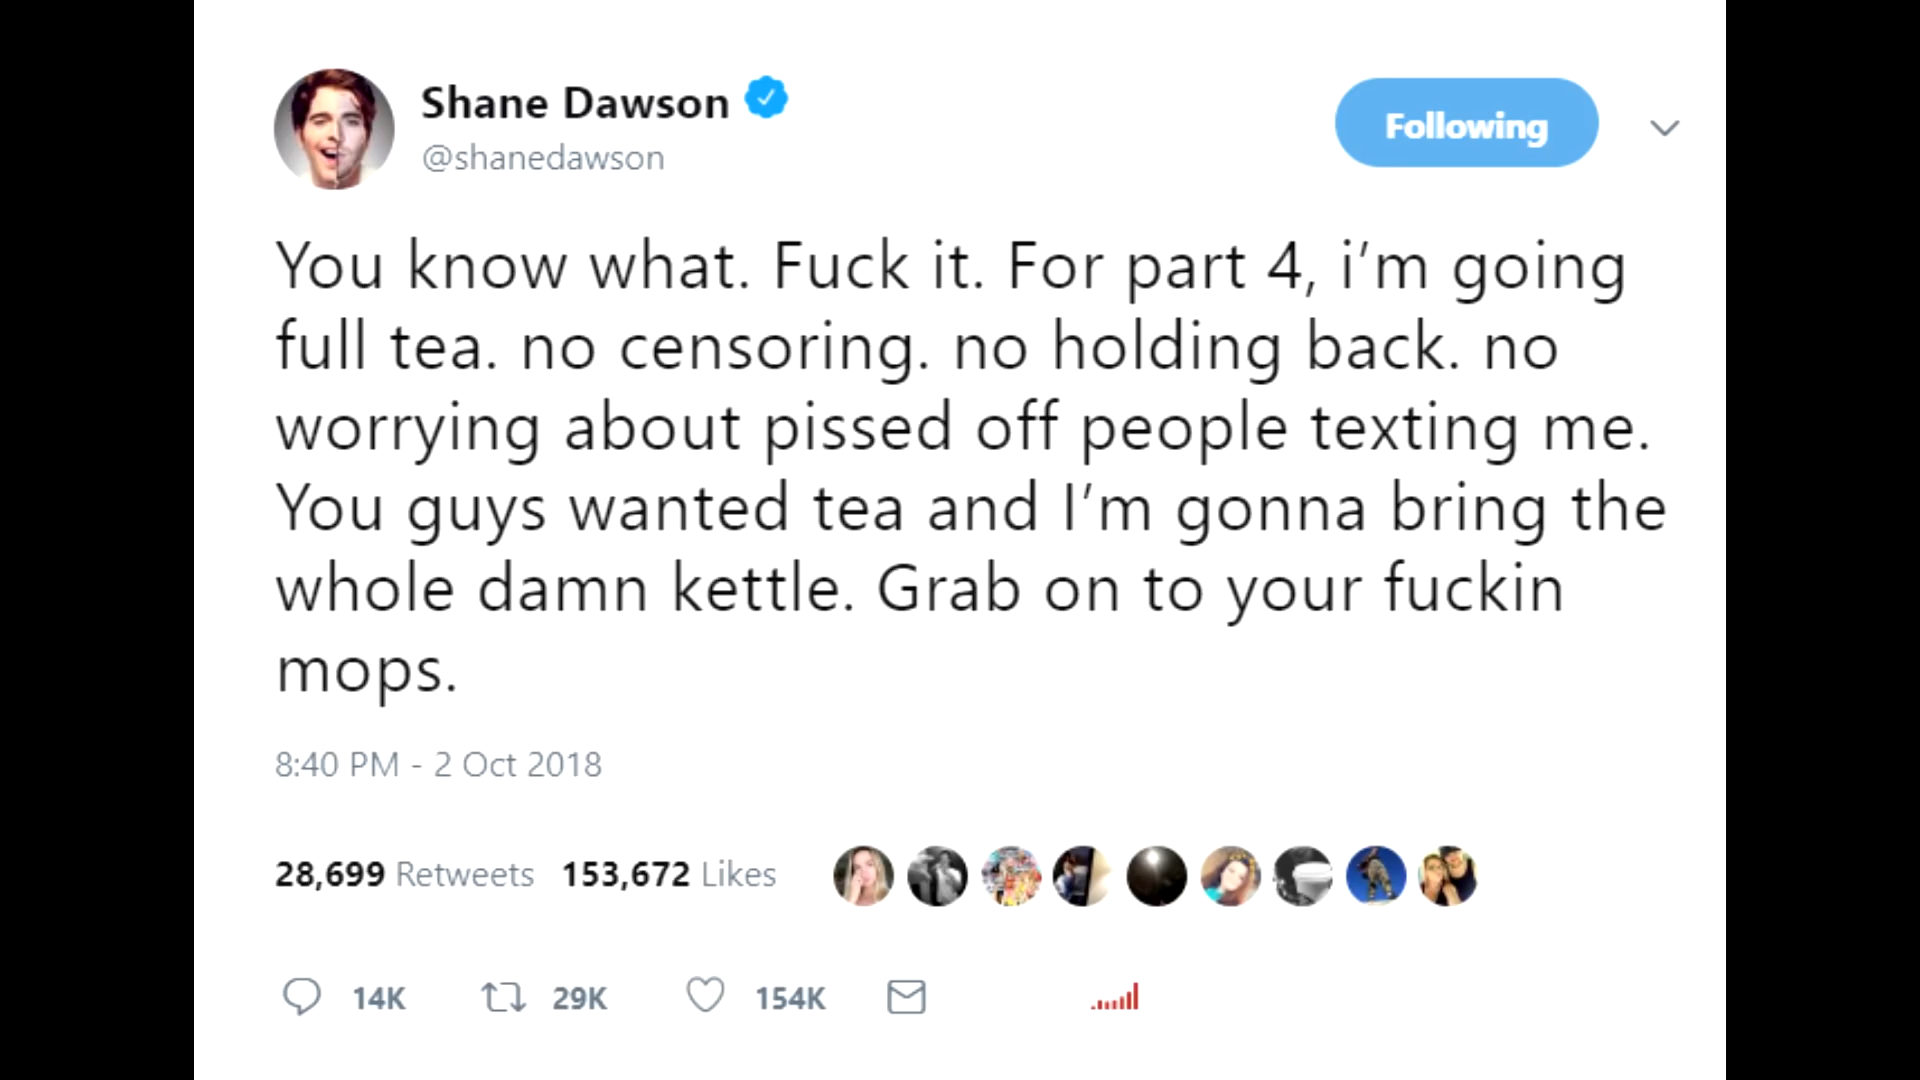 Shane Dawson
@shanedawson
Following
You know what. Fuck it. For part 4, i’m going
full tea. no censoring. no holding back. no
worrying about pissed off people texting me.
You guys wanted tea and I’m gonna bring the
whole damn kettle. Grab on to your fuckin
mops.
8:40 PM - 2 Oct 2018
28,699 Retweets 153,672 Likes
14K 29K 154K